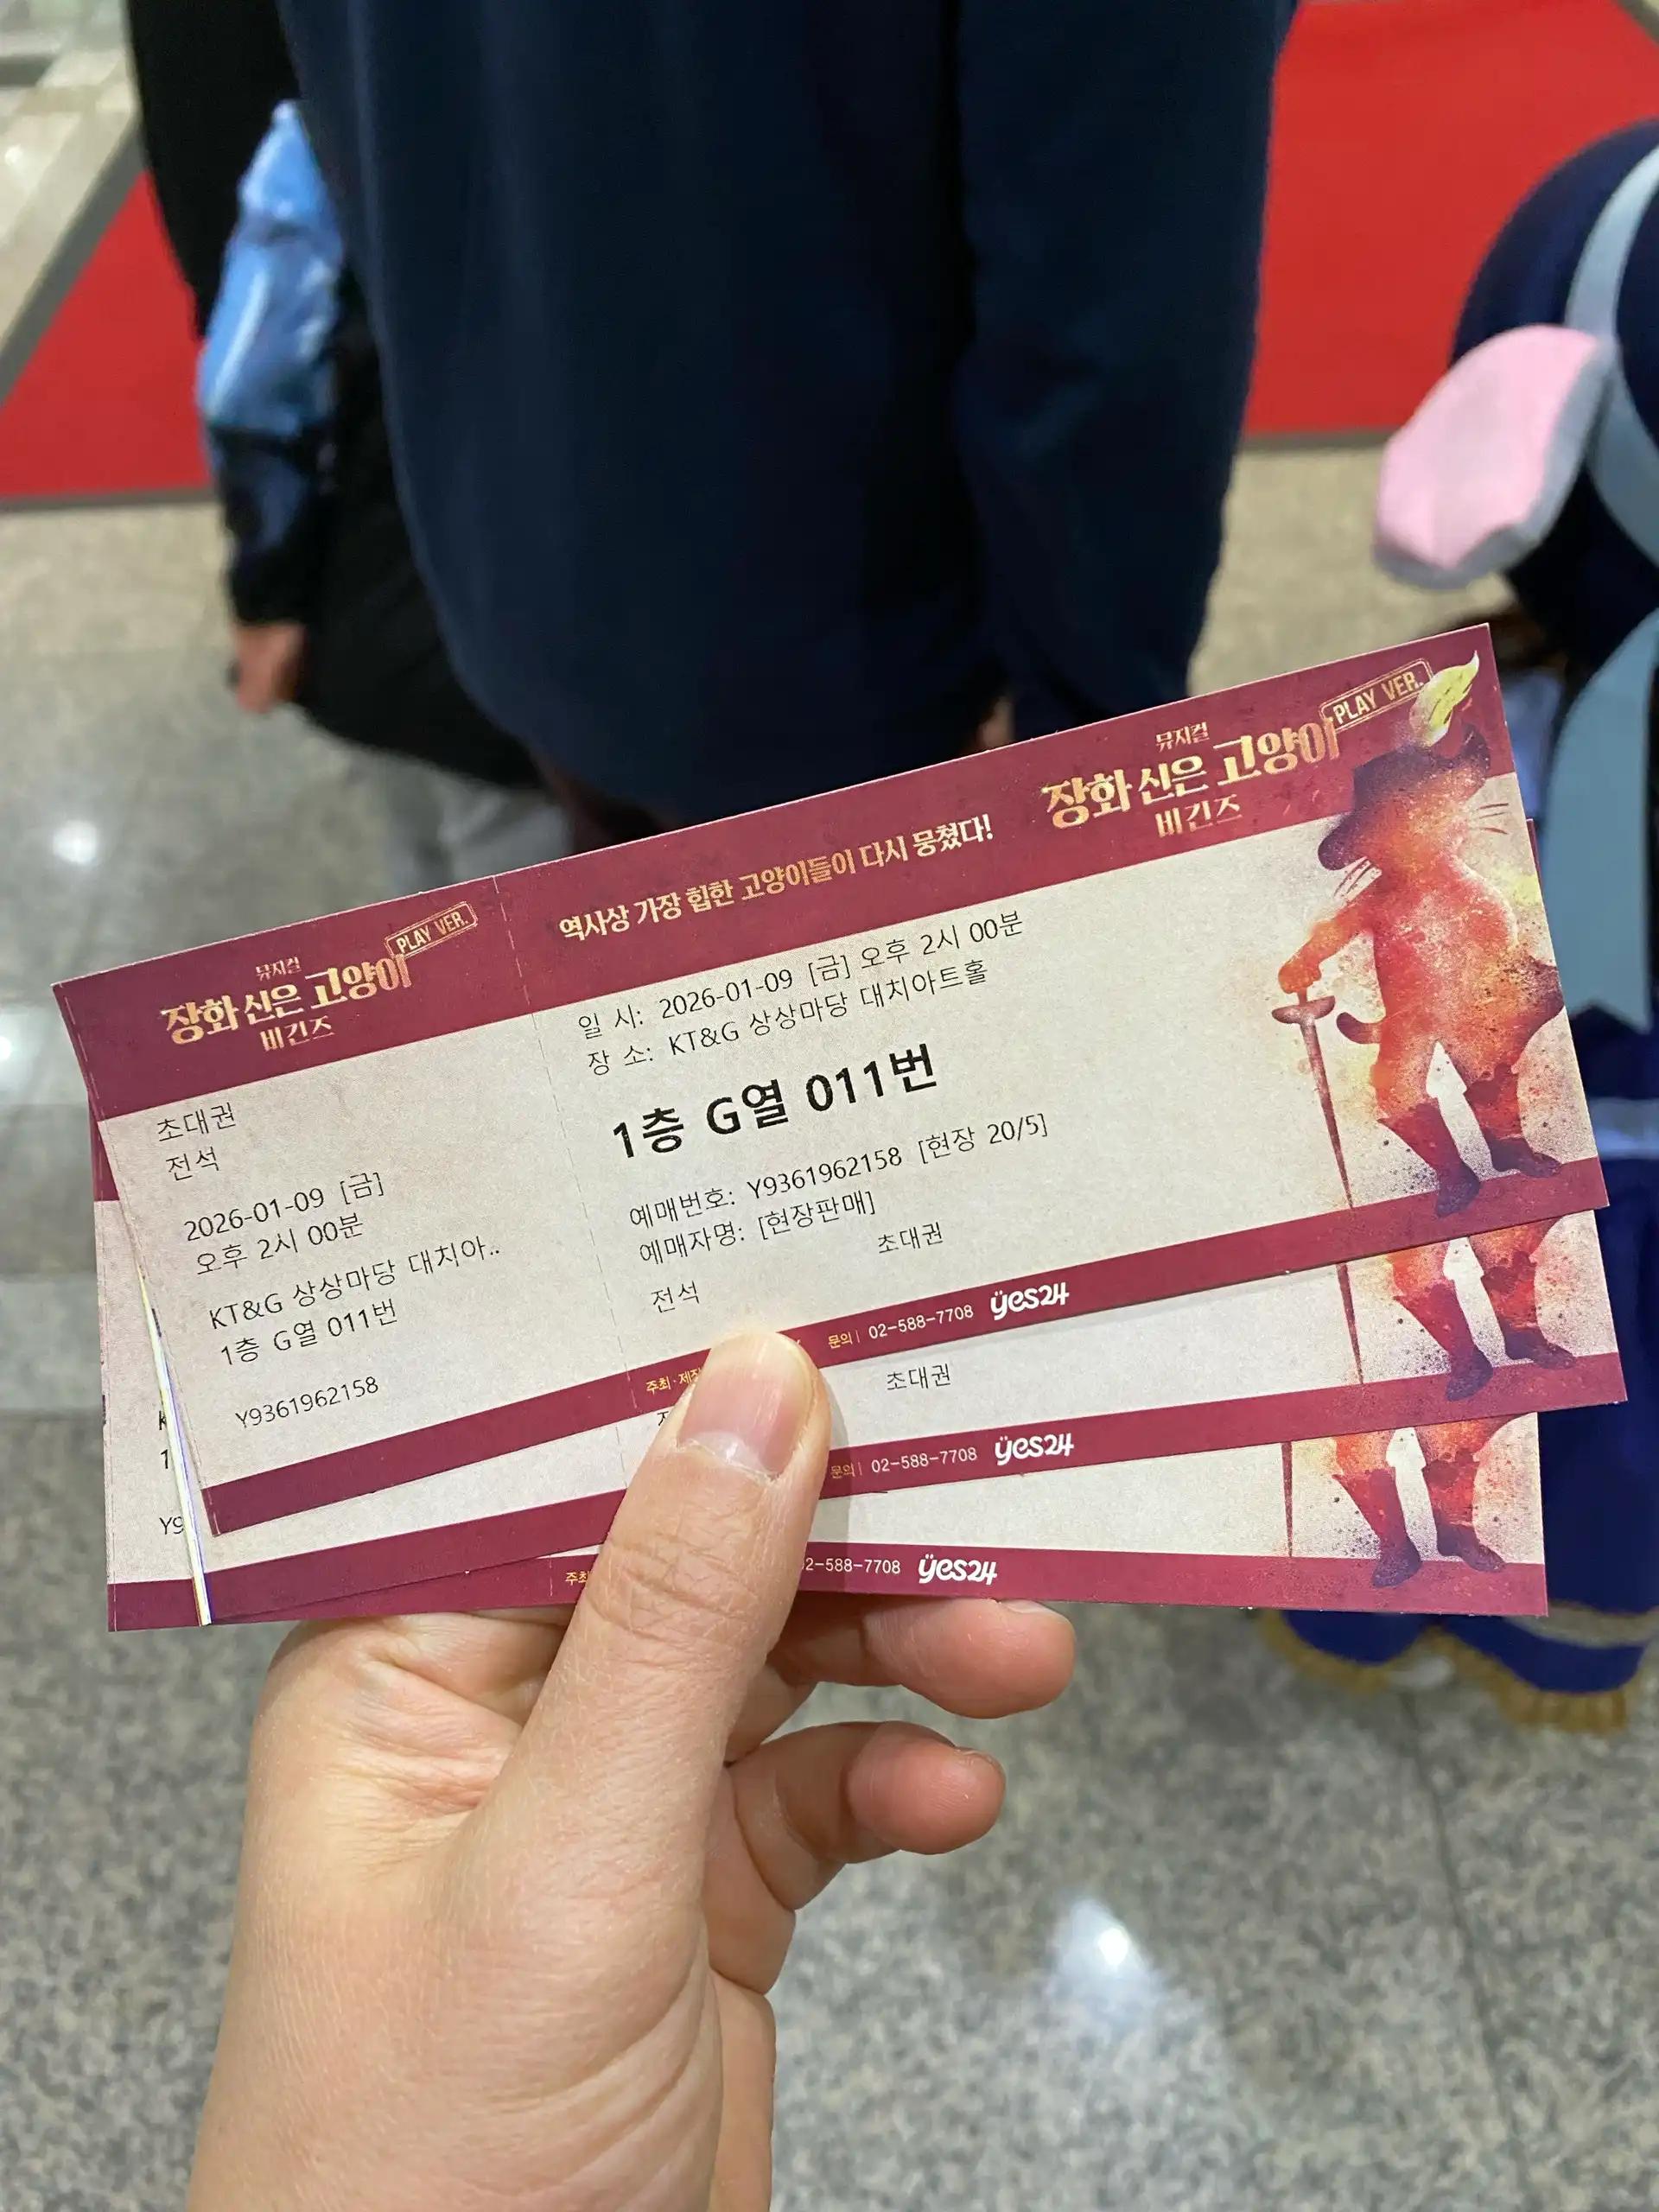 뮤지컬
장화 신은 고양이
비긴즈
PLAY VER.
초대권
전석
2026-01-09 [금]
오후 2시 00분
KT&G 상상마당 대치아..
1층 G열 011번
Y9361962158
역사상 가장 힙한 고양이들이 다시 뭉쳤다!
뮤지컬
장화 신은 고양이
비긴즈
PLAY VER.
일 시: 2026-01-09 [금] 오후 2시 00분
장 소: KT&G 상상마당 대치아트홀
1층 G열 011번
예매번호: Y9361962158 [현장 20/5]
예매자명: [현장판매]
초대권
전석
주최·제작
문의| 02-588-7708 yes24
초대권
문의| 02-588-7708 yes24
Y9
주최
2-588-7708 yes24